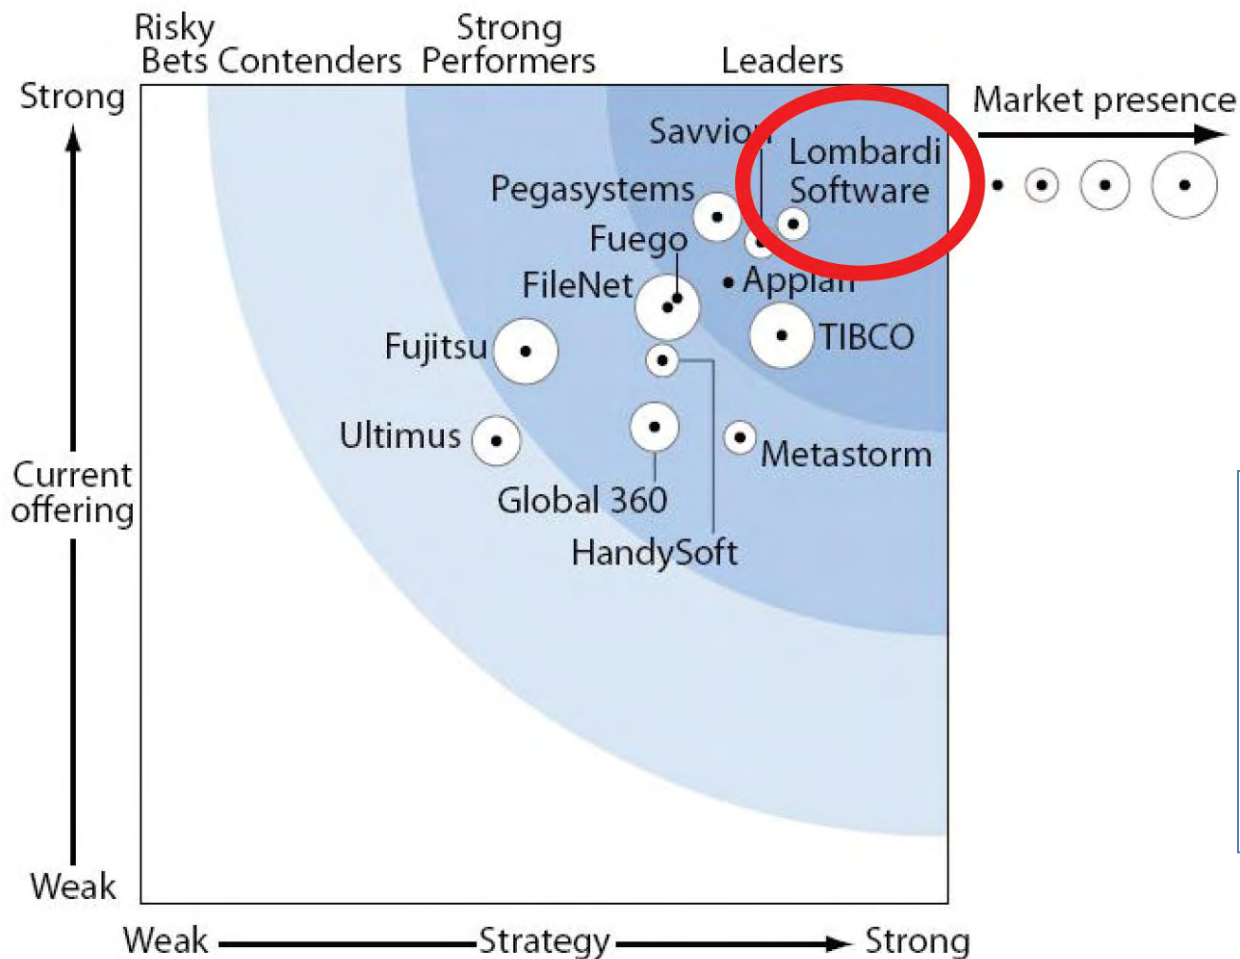 Risky
Bets
Contenders
Strong
Performers
Leaders
Strong
Market presence
Savvion
Lombardi
Software
Pegasystems
Fuego
FileNet
Appian
Fujitsu
TIBCO
Ultimus
Metastorm
Current
offering
Global 360
HandySoft
Weak
Weak
Strategy
Strong